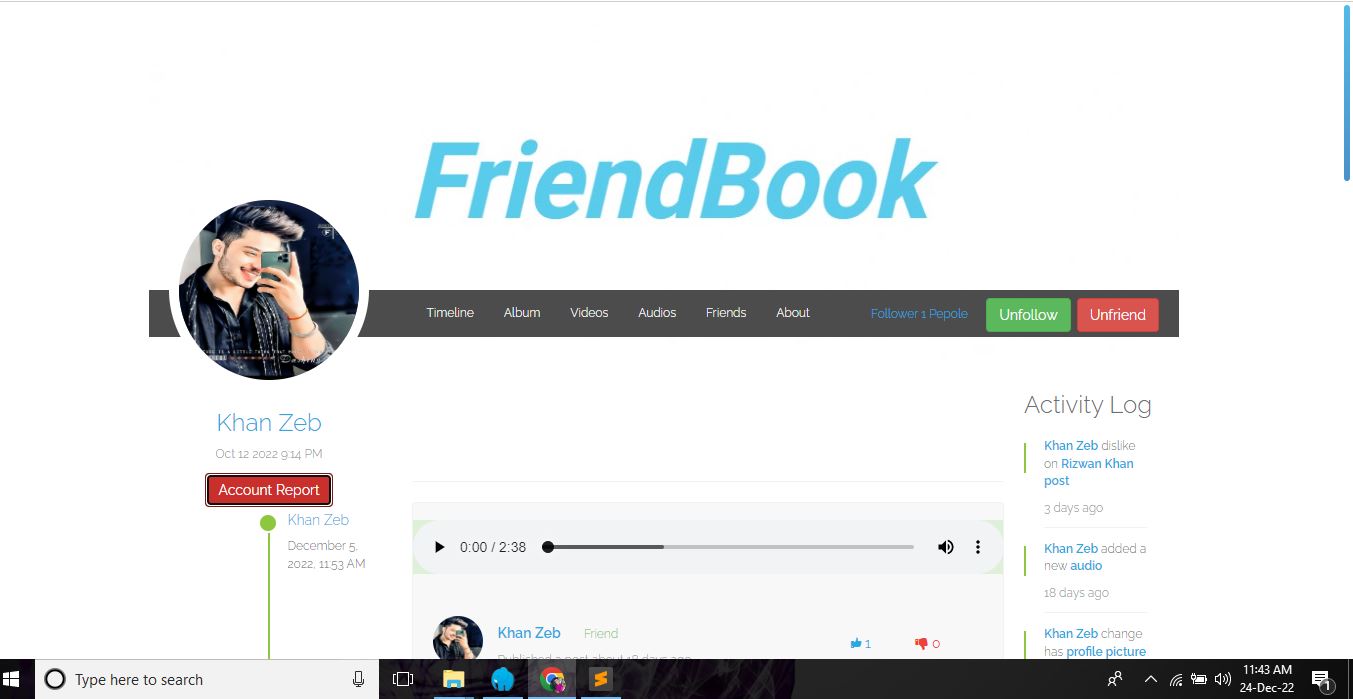 FriendBook
Timeline Album Videos Audios Friends About Follower 1 Pepole Unfollow Unfriend
Khan Zeb
Oct 12 2022 9:14 PM
Account Report
Khan Zeb
December 5,
2022, 11:53 AM
0:00 / 2:38
Khan Zeb Friend
Published a post about 18 days ago
1 0
Activity Log
Khan Zeb dislike
on Rizwan Khan
post
3 days ago
Khan Zeb added a
new audio
18 days ago
Khan Zeb change
has profile picture
Type here to search
11:43 AM
24-Dec-22
1